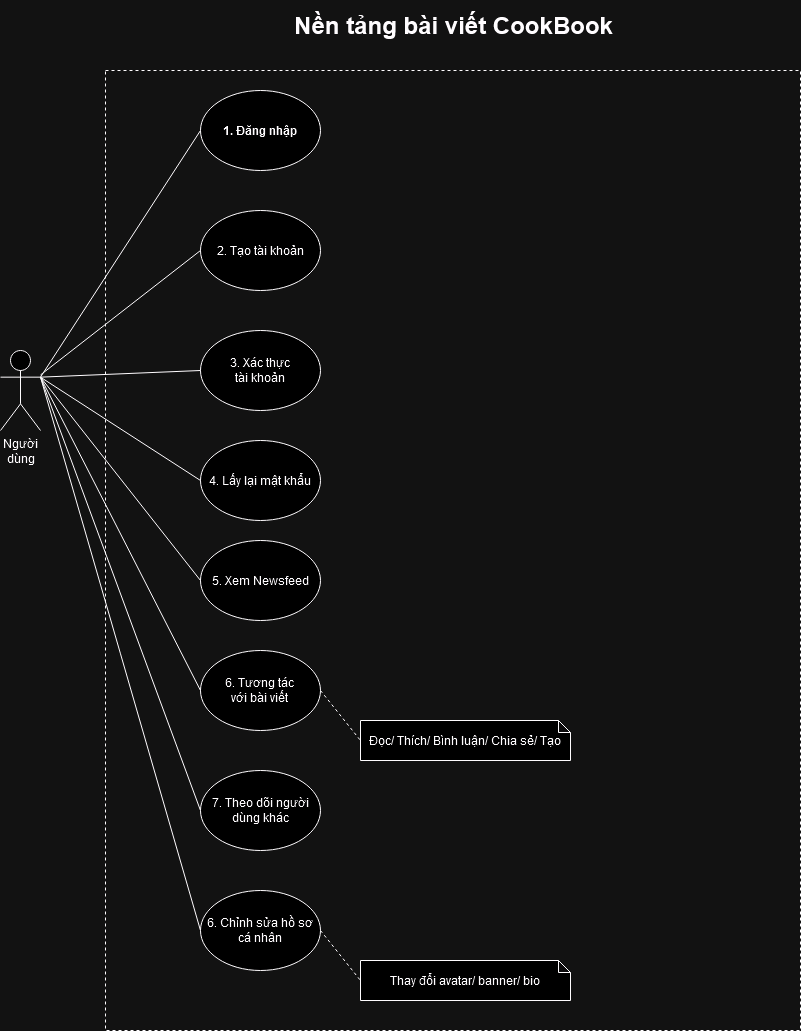 Nền tảng bài viết CookBook
1. Đăng nhập
2. Tạo tài khoản
3. Xác thực
tài khoản
Người
dùng
4. Lấy lại mật khẩu
5. Xem Newsfeed
6. Tương tác
với bài viết
Đọc/ Thích/ Bình luận/ Chia sẻ/ Tạo
7. Theo dõi người
dùng khác
6. Chỉnh sửa hồ sơ
cá nhân
Thay đổi avatar/ banner/ bio